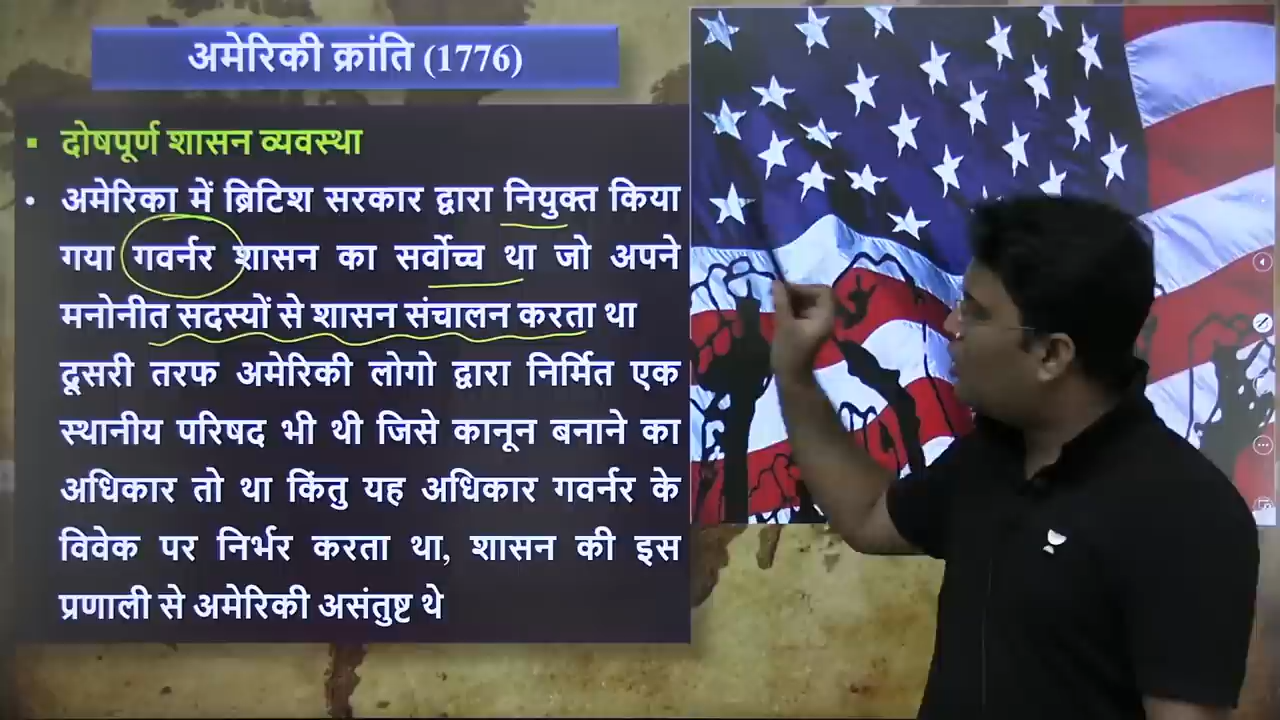 अमेरिकी क्रांति (1776)
दोषपूर्ण शासन व्यवस्था
अमेरिका में ब्रिटिश सरकार द्वारा नियुक्त किया
गया गवर्नर शासन का सर्वोच्च था जो अपने
मनोनीत सदस्यों से शासन संचालन करता था
दूसरी तरफ अमेरिकी लोगो द्वारा निर्मित एक
स्थानीय परिषद भी थी जिसे कानून बनाने का
अधिकार तो था किंतु यह अधिकार गवर्नर के
विवेक पर निर्भर करता था, शासन की इस
प्रणाली से अमेरिकी असंतुष्ट थे